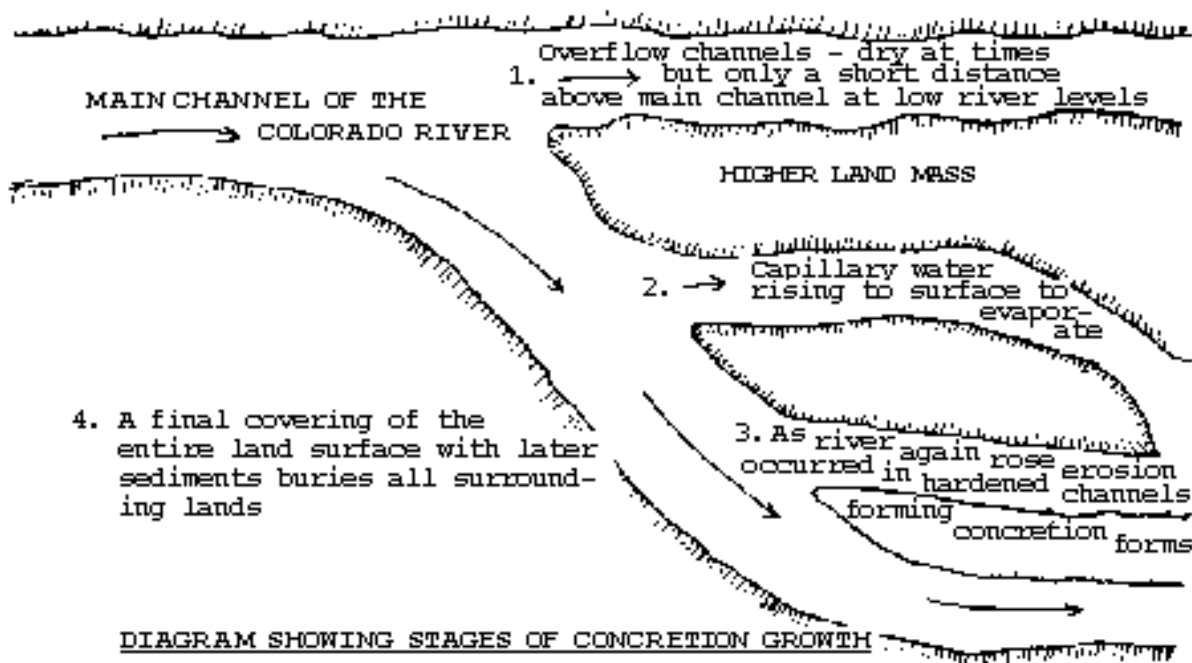 Overflow channels - dry at times
1. but only a short distance
above main channel at low river levels
MAIN CHANNEL OF THE
COLORADO RIVER
HIGHER LAND MASS
2. Capillary water
rising to surface to
evapor-
ate
4. A final covering of the
entire land surface with later
sediments buries all surround-
ing lands
3. As river again rose erosion
occurred in hardened channels
forming concretion forms
DIAGRAM SHOWING STAGES OF CONCRETION GROWTH